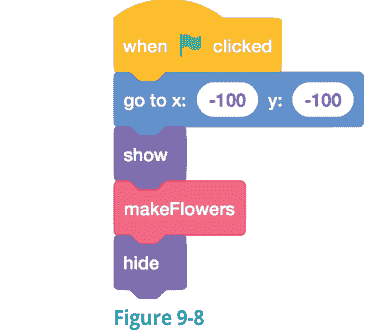 when clicked
go to x: -100 y: -100
show
makeFlowers
hide
Figure 9-8